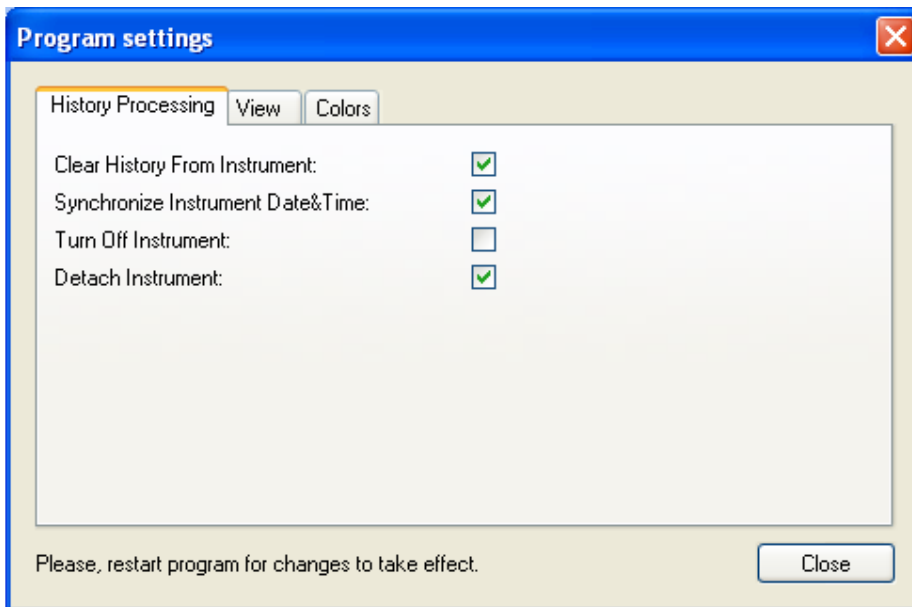 Program settings
History Processing View Colors
Clear History From Instrument:
Synchronize Instrument Date&Time:
Turn Off Instrument:
Detach Instrument:
Please, restart program for changes to take effect.
Close